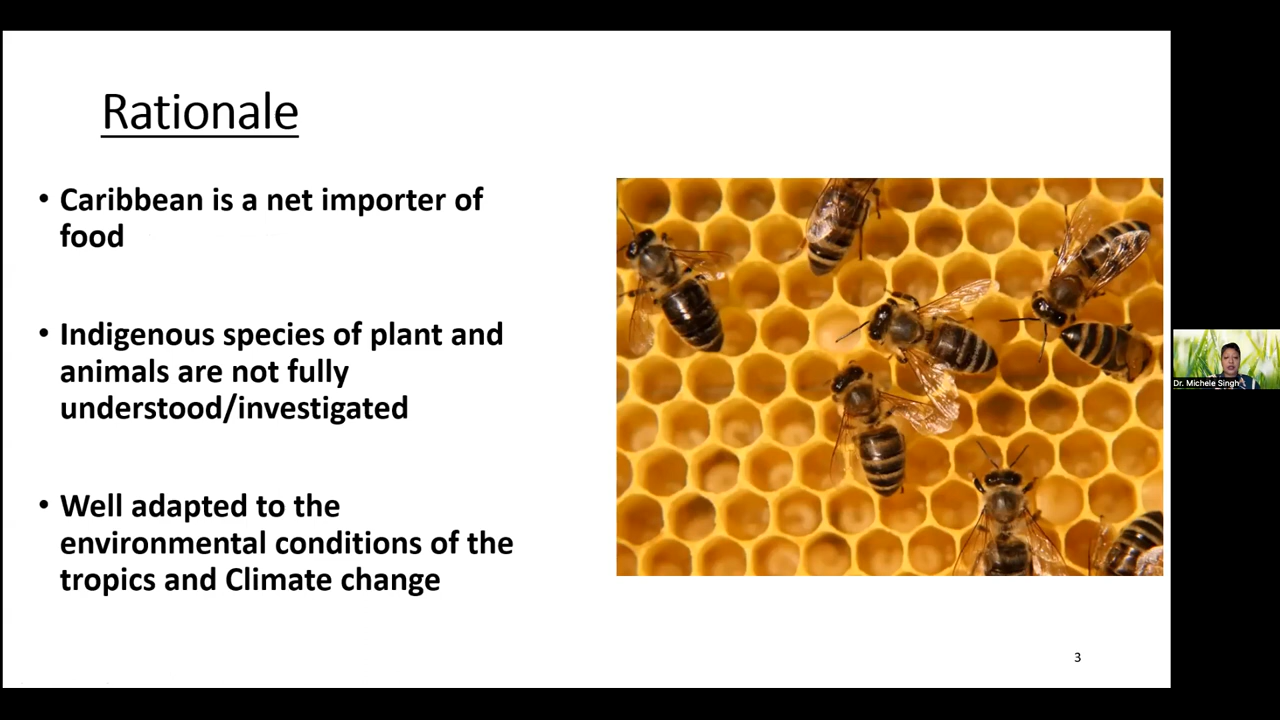 Rationale
• Caribbean is a net importer of
food
• Indigenous species of plant and
animals are not fully
understood/investigated
• Well adapted to the
environmental conditions of the
tropics and Climate change
3
Dr. Michele Singh